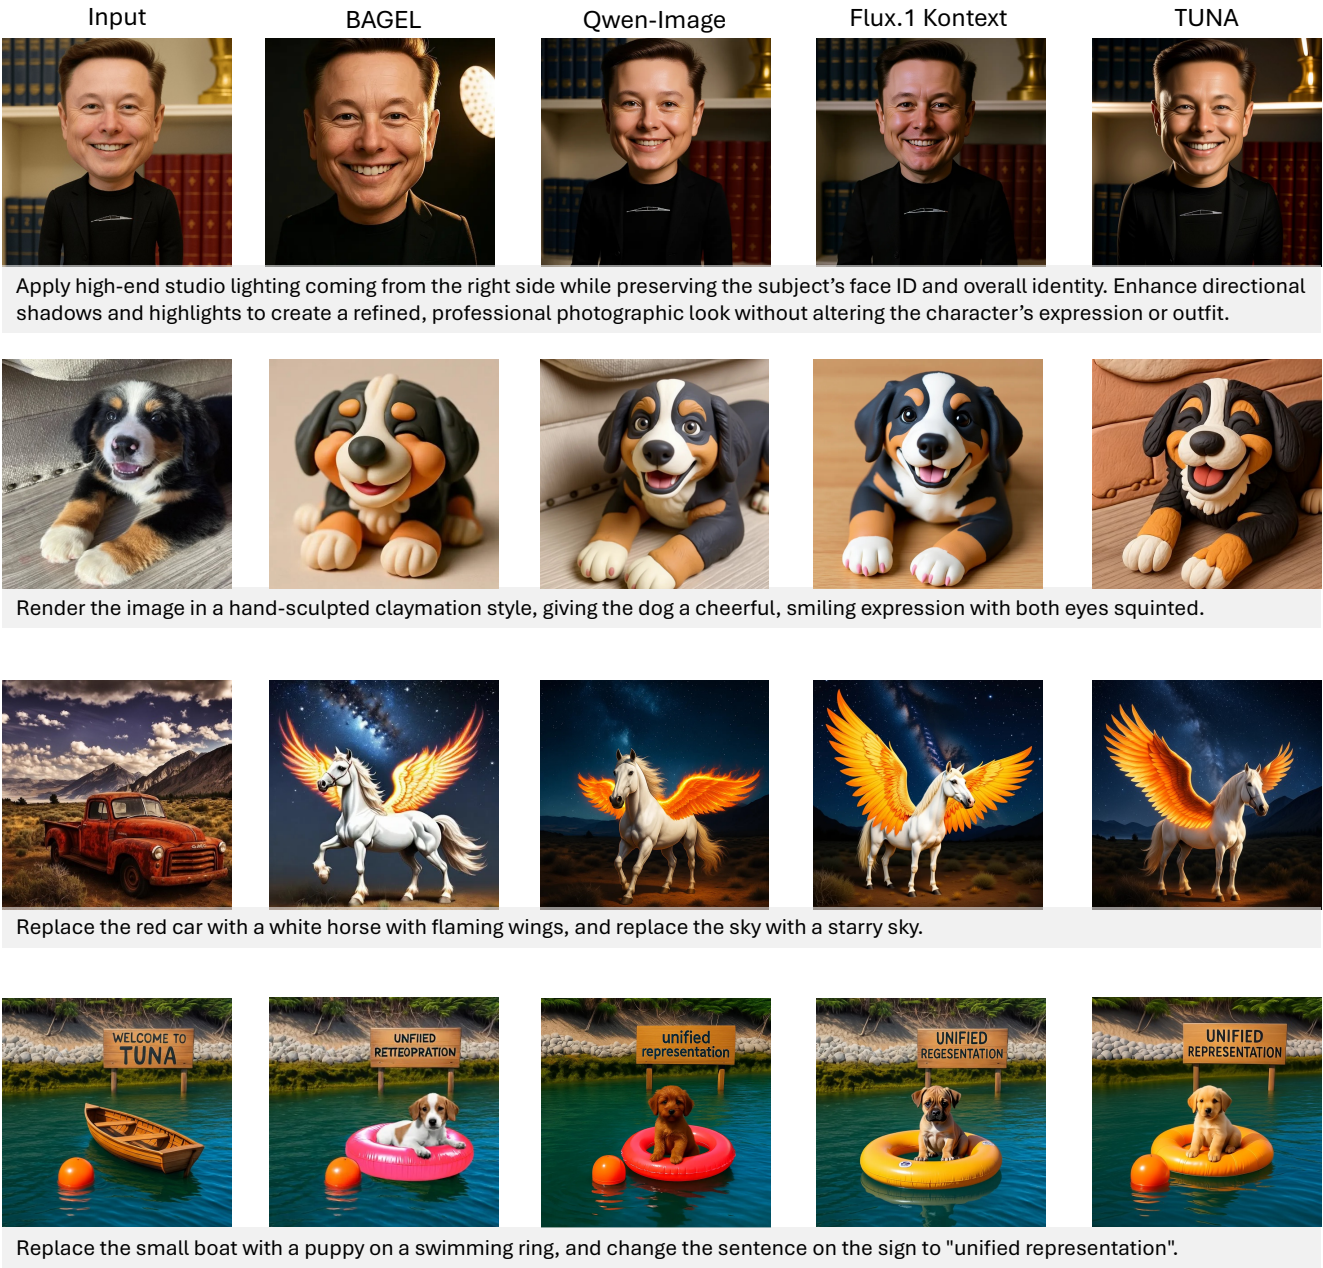 Input BAGEL Qwen-Image Flux.1 Kontext TUNA
Apply high-end studio lighting coming from the right side while preserving the subject's face ID and overall identity. Enhance directional
shadows and highlights to create a refined, professional photographic look without altering the character's expression or outfit.
Render the image in a hand-sculpted claymation style, giving the dog a cheerful, smiling expression with both eyes squinted.
GMC
Replace the red car with a white horse with flaming wings, and replace the sky with a starry sky.
WELCOME TO
TUNA
UNFIIED
RETTEOPRATION
unified
representation
UNIFIED
REGESENTATION
UNIFIED
REPRESENTATION
Replace the small boat with a puppy on a swimming ring, and change the sentence on the sign to "unified representation".